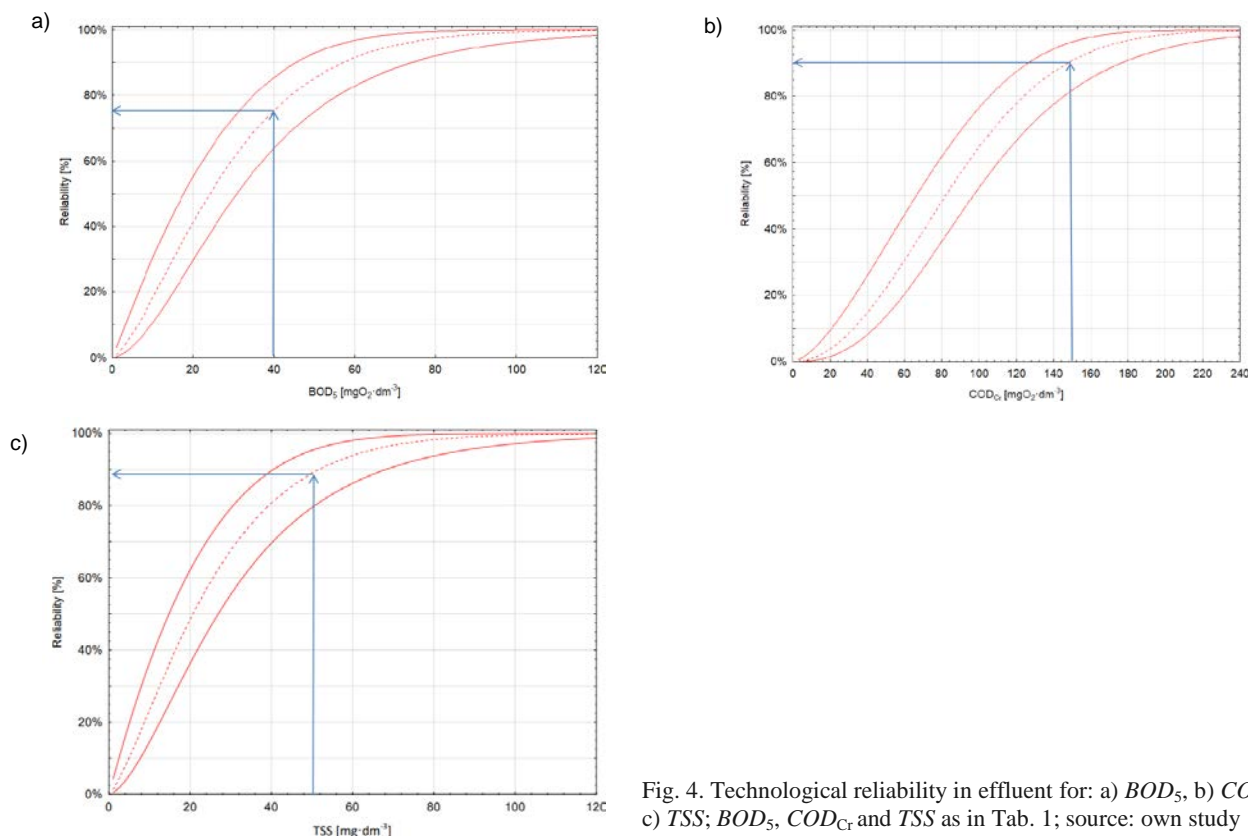 a)
100%
80%
60%
40%
20%
0%
Reliability [%]
0 20 40 60 80 100 120
BOD₅ [mgO₂·dm⁻³]
b)
100%
80%
60%
40%
20%
0%
Reliability [%]
0 20 40 60 80 100 120 140 160 180 200 220 240
COD_Cr [mgO₂·dm⁻³]
c)
100%
80%
60%
40%
20%
0%
Reliability [%]
0 20 40 60 80 100 120
TSS [mg·dm⁻³]
Fig. 4. Technological reliability in effluent for: a) BOD₅, b) CO
c) TSS; BOD₅, COD_Cr and TSS as in Tab. 1; source: own study